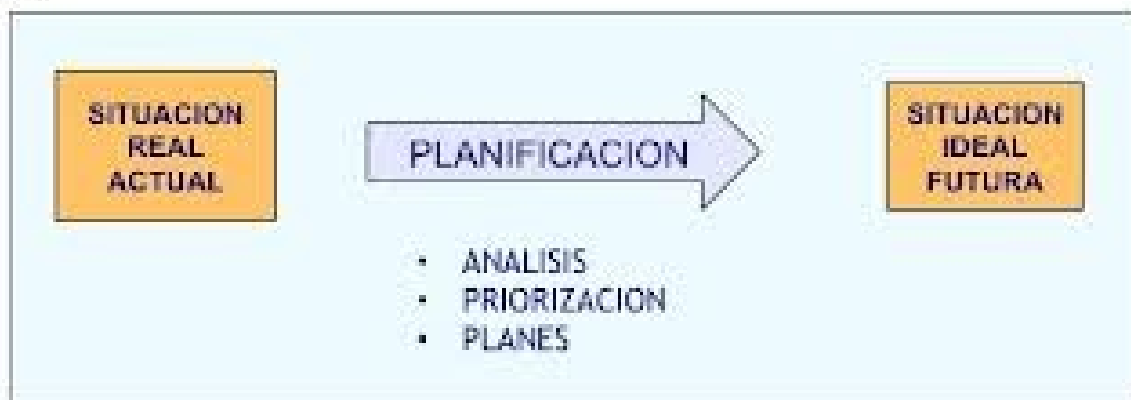 SITUACION
REAL
ACTUAL
PLANIFICACION
• ANALISIS
• PRIORIZACION
• PLANES
SITUACION
IDEAL
FUTURA